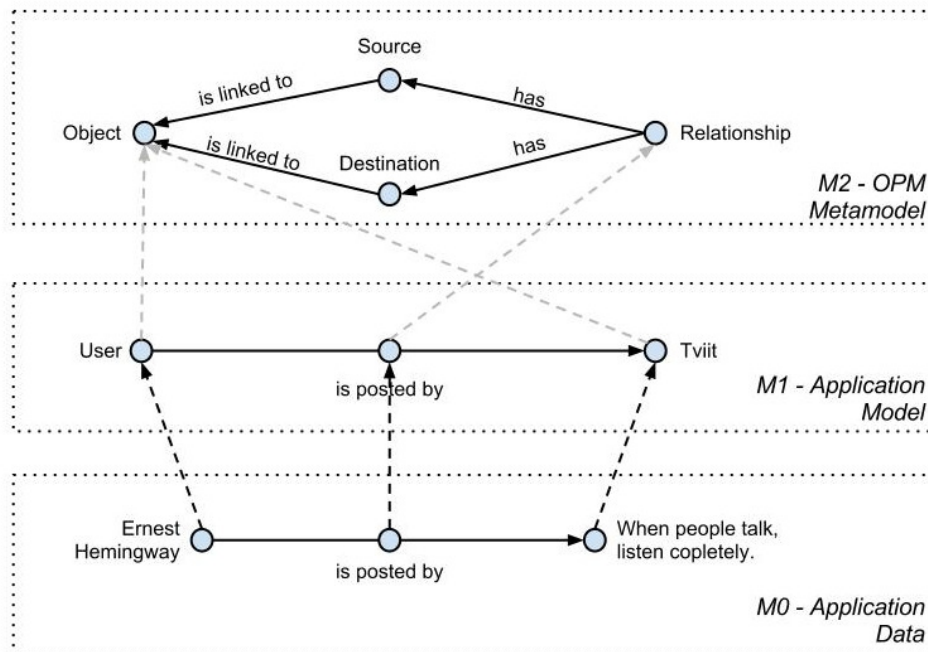 Source
is linked to
has
Object
Relationship
is linked to
has
Destination
M2 - OPM
Metamodel
User
Tviit
is posted by
M1 - Application
Model
Ernest
Hemingway
When people talk,
listen copletely.
is posted by
M0 - Application
Data